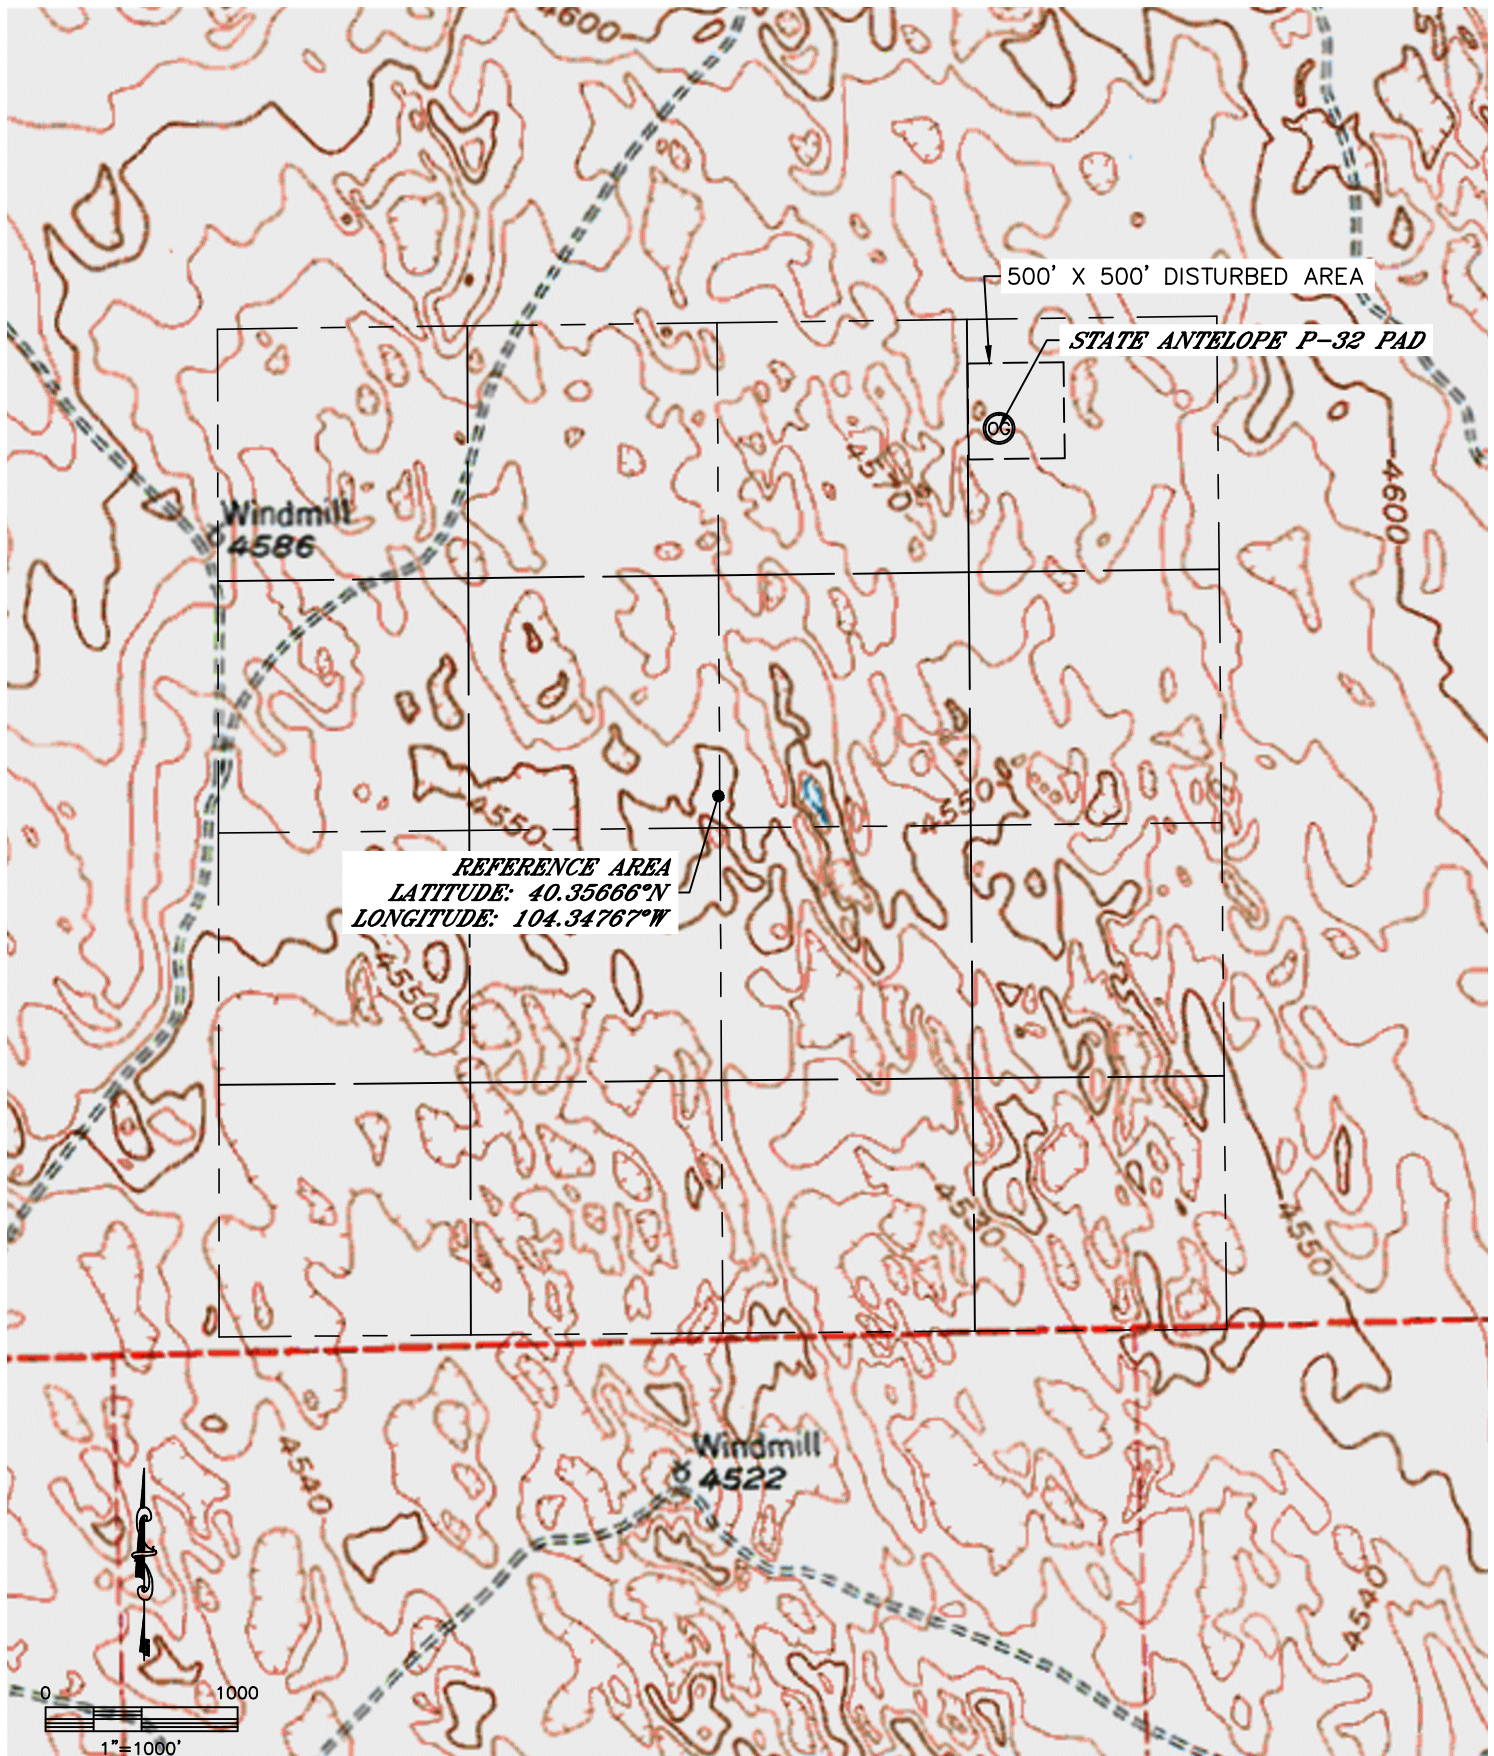 4600
500' X 500' DISTURBED AREA
STATE ANTELOPE P-32 PAD
OG
4570
4600
Windmill
4586
4550
4550
REFERENCE AREA
LATITUDE: 40.35666°N
LONGITUDE: 104.34767°W
4550
4530
4550
Windmill
4522
4540
4540
0 1000
1"=1000'